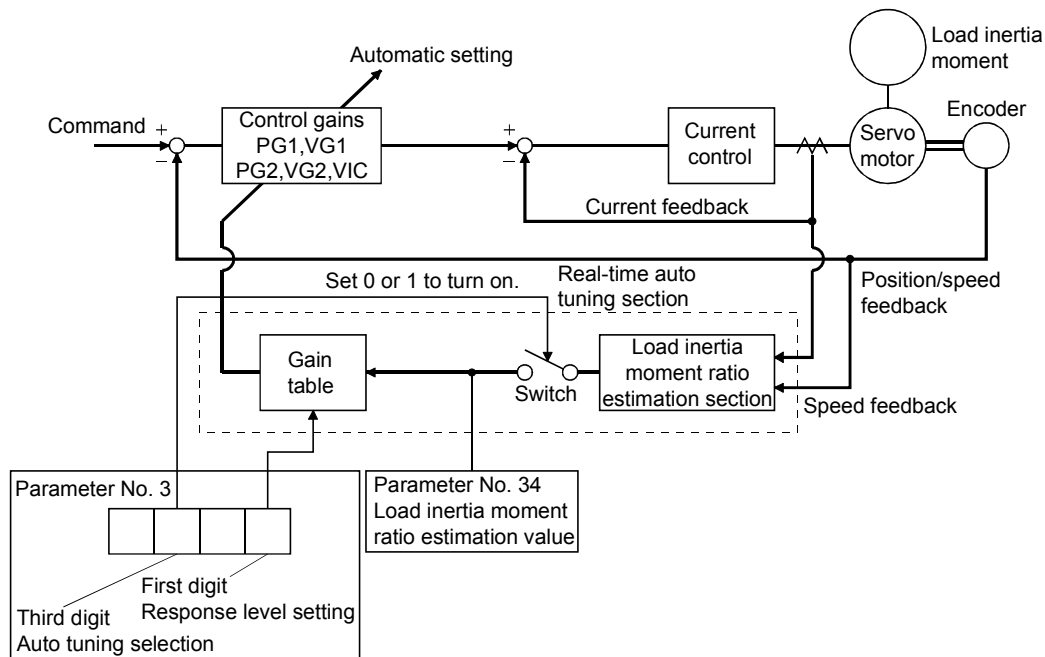 Load inertia
moment
Automatic setting
Encoder
Command
+
−
Control gains
PG1,VG1
PG2,VG2,VIC
+
−
Current
control
Servo
motor
Current feedback
Set 0 or 1 to turn on.
Real-time auto
tuning section
Position/speed
feedback
Gain
table
Switch
Load inertia
moment ratio
estimation section
Speed feedback
Parameter No. 3
Parameter No. 34
Load inertia moment
ratio estimation value
First digit
Response level setting
Third digit
Auto tuning selection